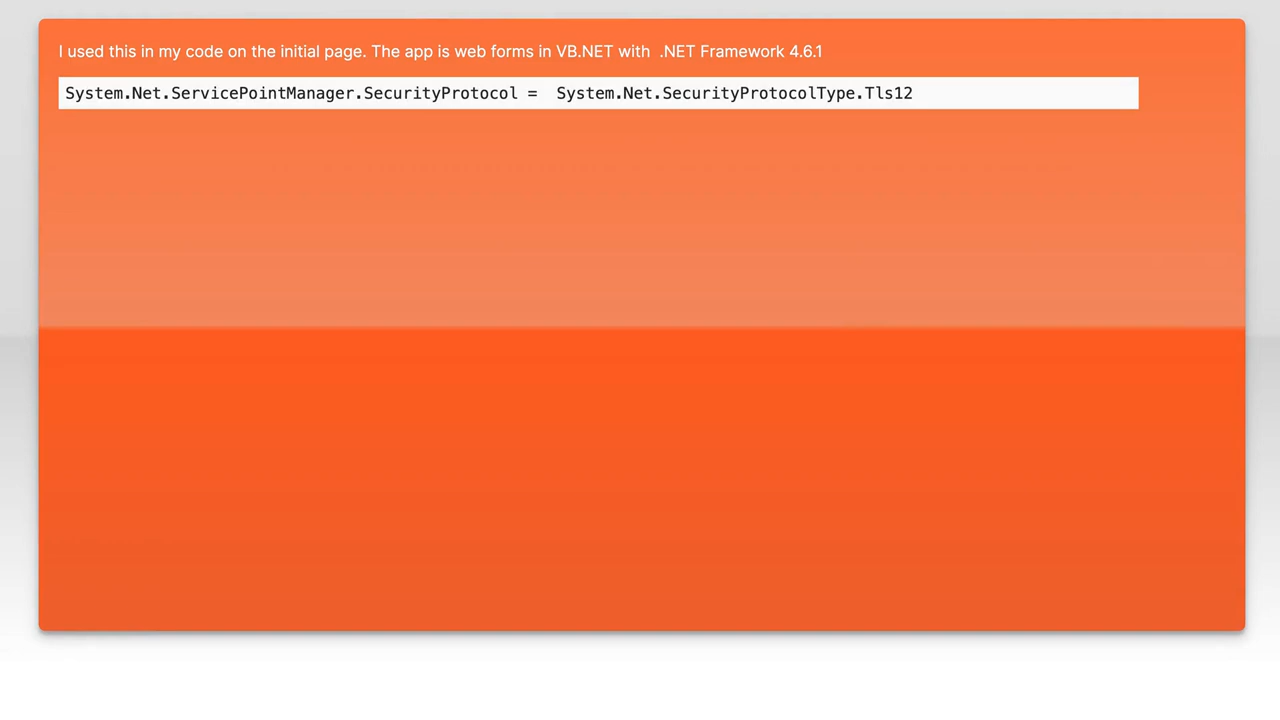 I used this in my code on the initial page. The app is web forms in VB.NET with  .NET Framework 4.6.1
System.Net.ServicePointManager.SecurityProtocol =  System.Net.SecurityProtocolType.Tls12